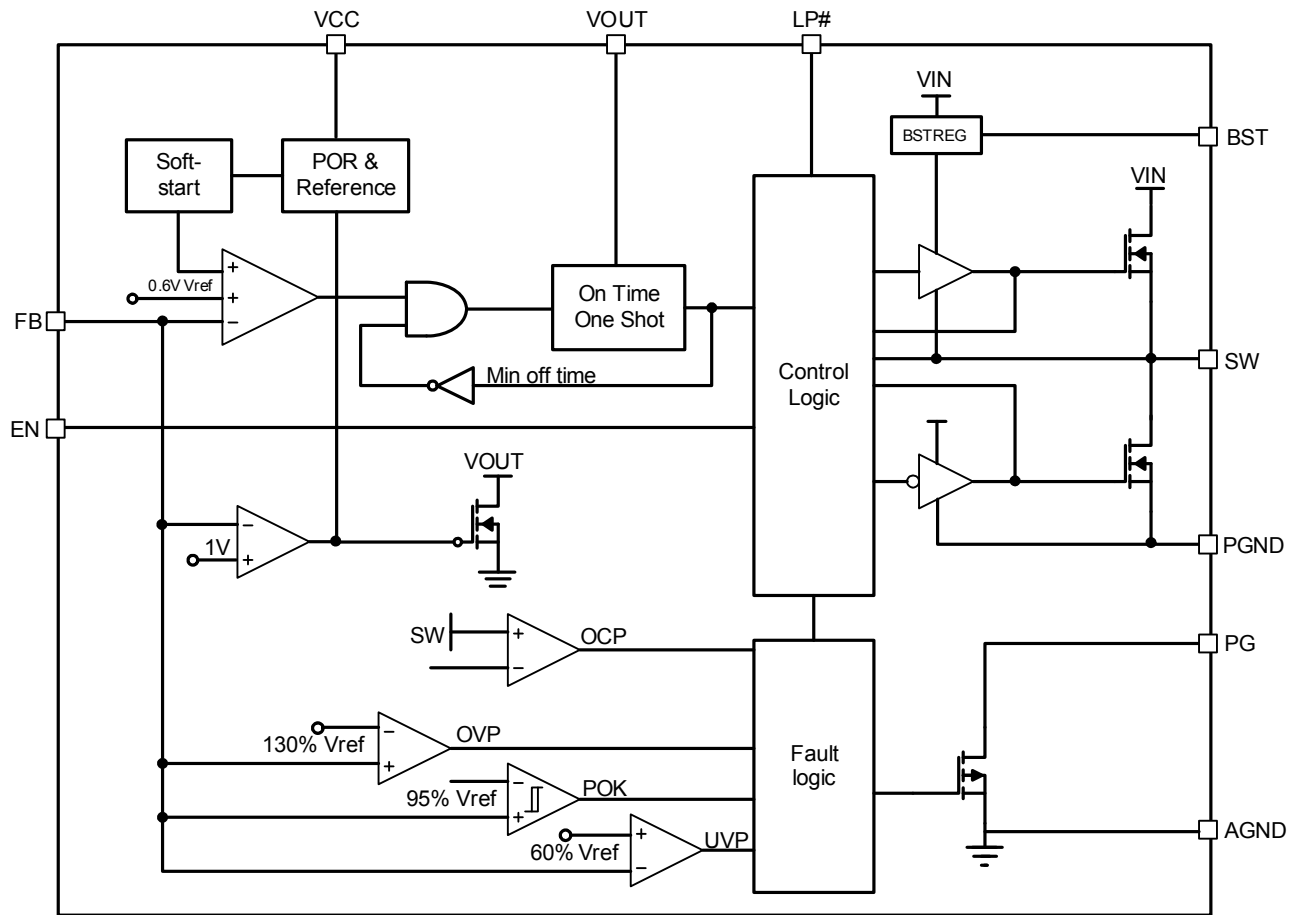 VCC
VOUT
LP#
VIN
BSTREG
BST
Soft-
start
POR &
Reference
VIN
+
0.6V Vref
+
−
FB
On Time
One Shot
Min off time
Control
Logic
SW
EN
VOUT
−
1V
+
PGND
SW
+
−
OCP
PG
130% Vref
−
+
OVP
Fault
logic
95% Vref
−
+
POK
60% Vref
+
−
UVP
AGND